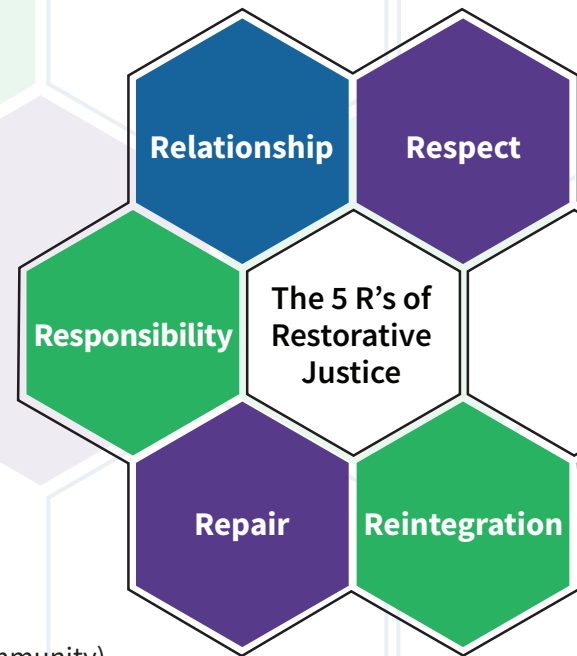 Relationship
Respect
The 5 R’s of
Restorative
Justice
Responsibility
Repair
Reintegration